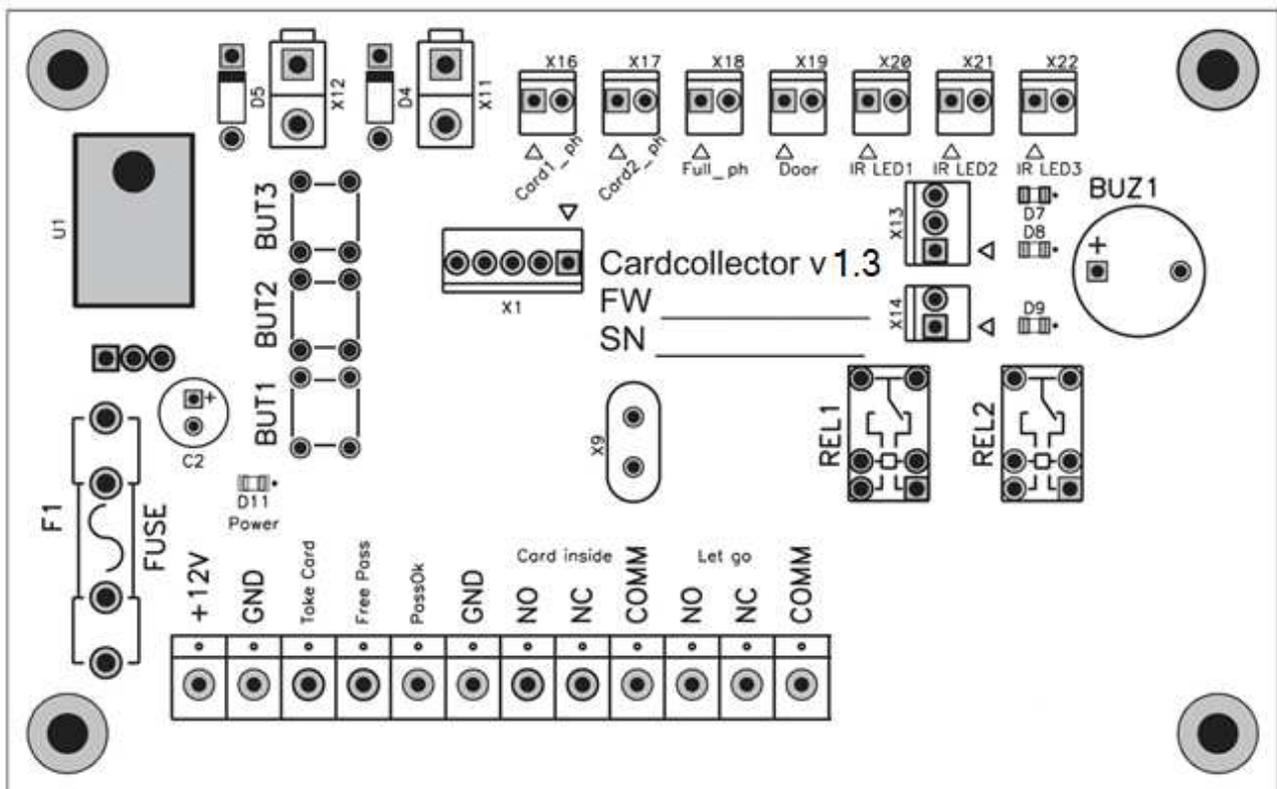 X16 X17 X18 X19 X20 X21 X22
D5 X12 D4 X11
Card1_ph Card2_ph Full_ph Door IR LED1 IR LED2 IR LED3
U1
BUT3
X13
D7
D8
BUZ1
+
X1
Cardcollector v 1.3
FW
SN
BUT2
X14
D9
BUT1
+
C2
X9
REL1
REL2
F1
FUSE
D11
Power
Card inside Let go
+12V GND Take Card Free Pass PassOk GND NO NC COMM NO NC COMM